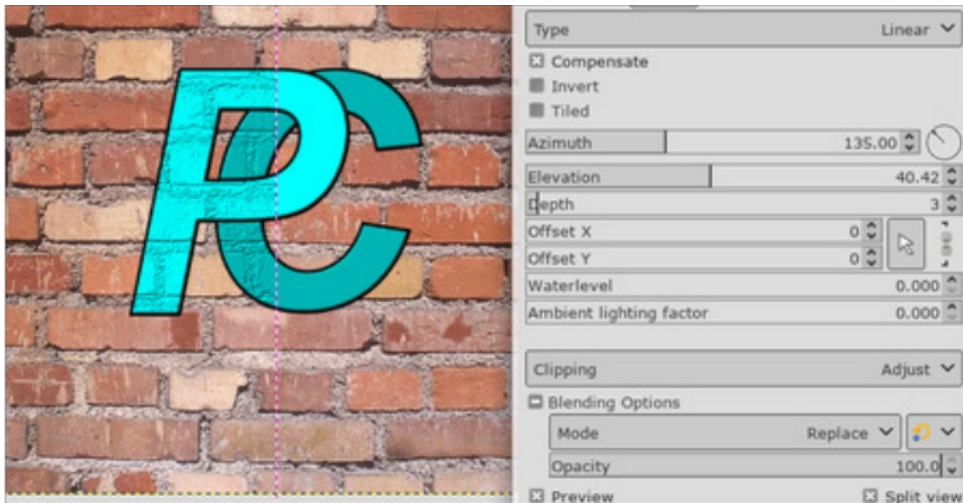 PC
Type Linear
Compensate
Invert
Tiled
Azimuth 135.00
Elevation 40.42
Depth 3
Offset X 0
Offset Y 0
Waterlevel 0.000
Ambient lighting factor 0.000
Clipping Adjust
Blending Options
Mode Replace
Opacity 100.0
Preview Split view